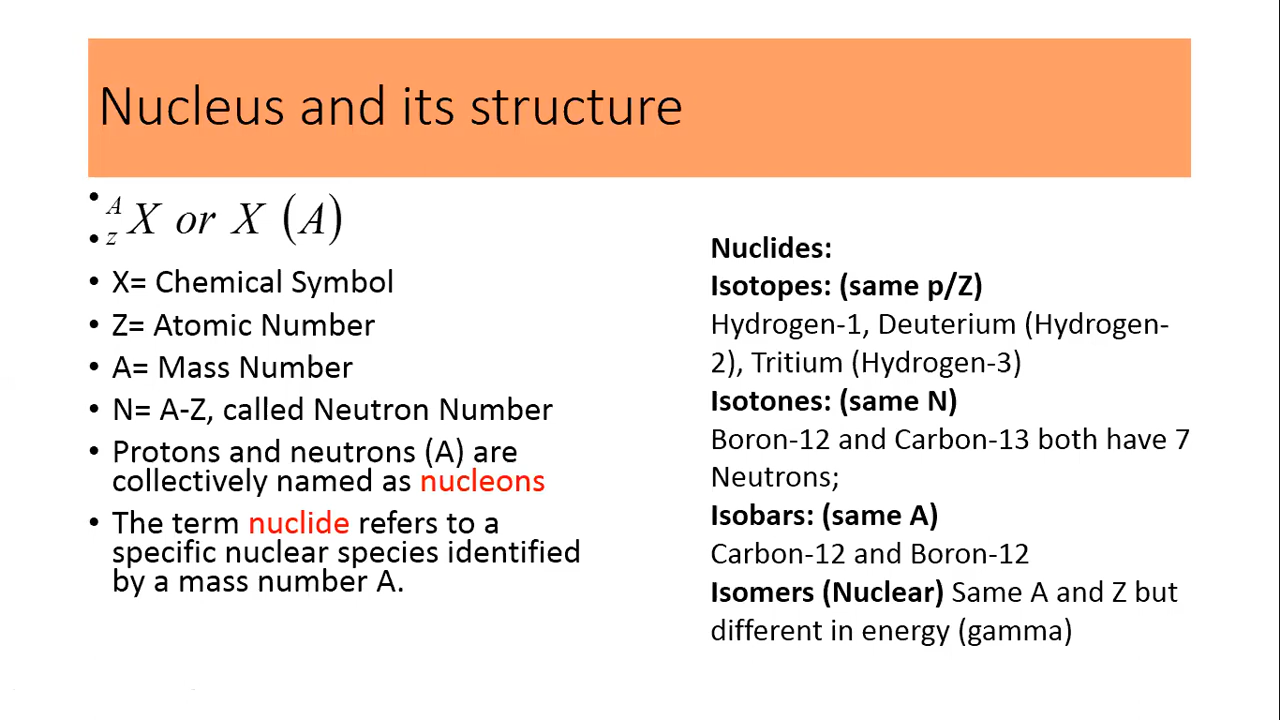 Nucleus and its structure
• ᴬ
• z X or X (A)
• X= Chemical Symbol
• Z= Atomic Number
• A= Mass Number
• N= A-Z, called Neutron Number
• Protons and neutrons (A) are
collectively named as nucleons
• The term nuclide refers to a
specific nuclear species identified
by a mass number A.
Nuclides:
Isotopes: (same p/Z)
Hydrogen-1, Deuterium (Hydrogen-
2), Tritium (Hydrogen-3)
Isotones: (same N)
Boron-12 and Carbon-13 both have 7
Neutrons;
Isobars: (same A)
Carbon-12 and Boron-12
Isomers (Nuclear) Same A and Z but
different in energy (gamma)